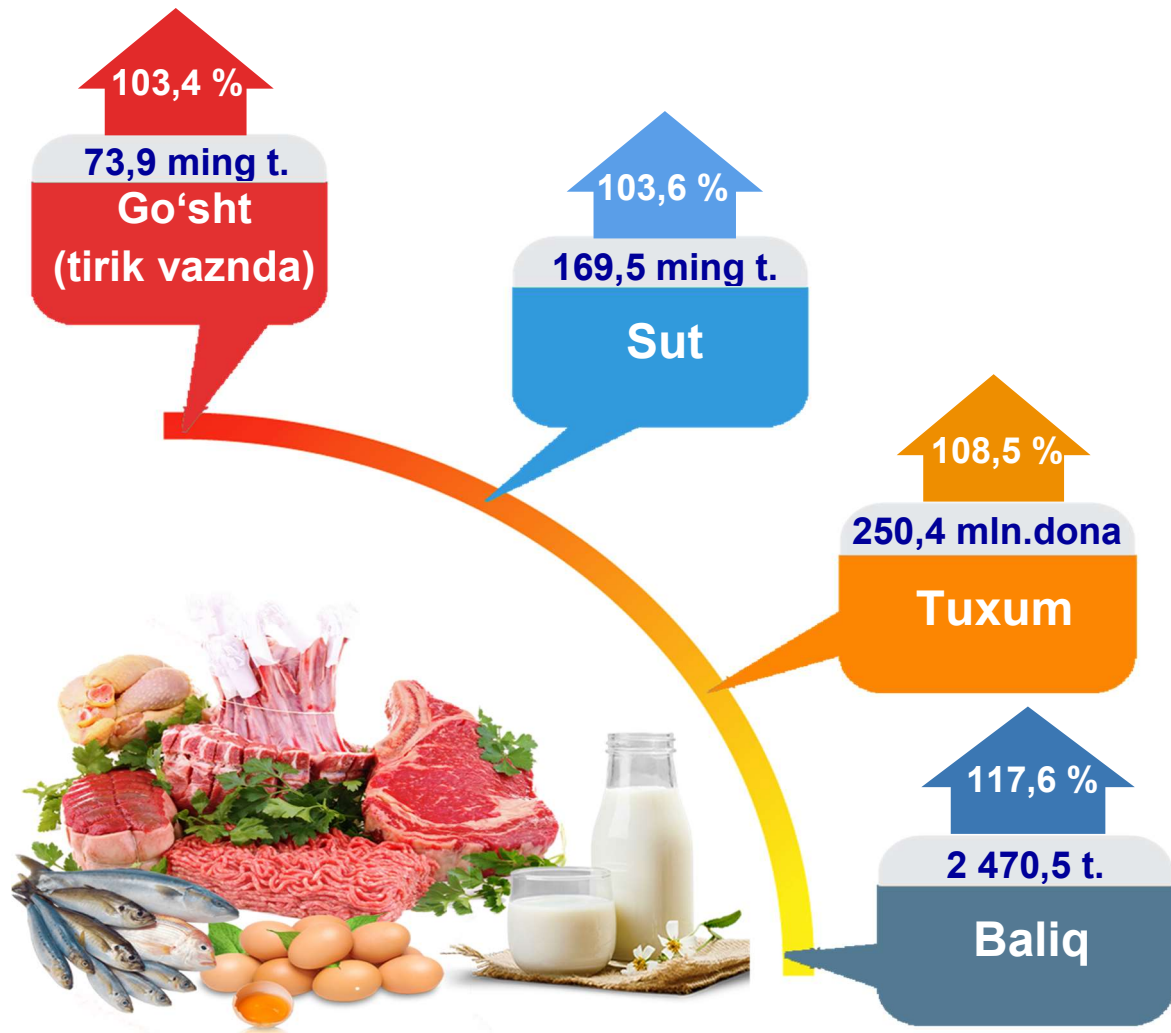 103,4 %
73,9 ming t.
Go‘sht
(tirik vaznda)
103,6 %
169,5 ming t.
Sut
108,5 %
250,4 mln.dona
Tuxum
117,6 %
2 470,5 t.
Baliq